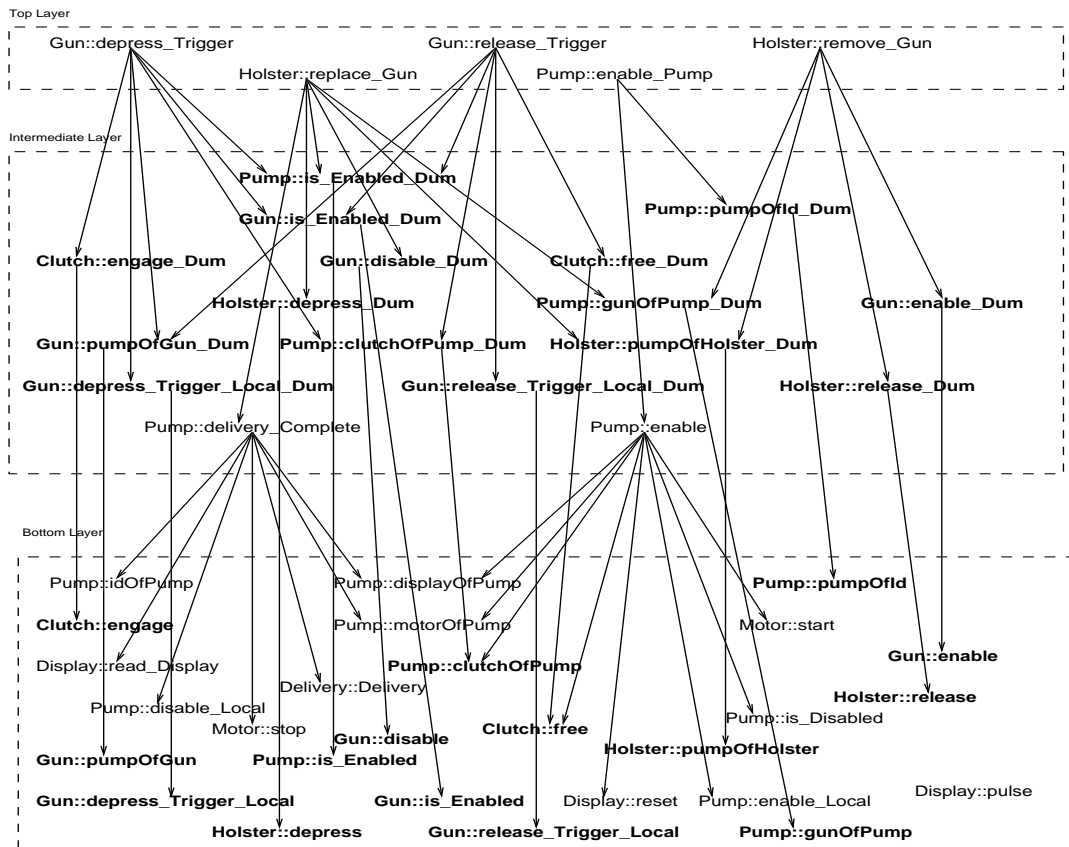 Top Layer
Gun::depress_Trigger
Gun::release_Trigger
Holster::remove_Gun
Holster::replace_Gun
Pump::enable_Pump
Intermediate Layer
Pump::is_Enabled_Dum
Gun::is_Enabled_Dum
Pump::pumpOfId_Dum
Clutch::engage_Dum
Gun::disable_Dum
Clutch::free_Dum
Holster::depress_Dum
Pump::gunOfPump_Dum
Gun::enable_Dum
Gun::pumpOfGun_Dum
Pump::clutchOfPump_Dum
Holster::pumpOfHolster_Dum
Gun::depress_Trigger_Local_Dum
Gun::release_Trigger_Local_Dum
Holster::release_Dum
Pump::delivery_Complete
Pump::enable
Bottom Layer
Pump::idOfPump
Pump::displayOfPump
Pump::pumpOfId
Clutch::engage
Pump::motorOfPump
Motor::start
Display::read_Display
Pump::clutchOfPump
Gun::enable
Delivery::Delivery
Holster::release
Pump::disable_Local
Pump::is_Disabled
Motor::stop
Clutch::free
Gun::disable
Holster::pumpOfHolster
Gun::pumpOfGun
Pump::is_Enabled
Display::pulse
Gun::depress_Trigger_Local
Gun::is_Enabled
Display::reset
Pump::enable_Local
Holster::depress
Gun::release_Trigger_Local
Pump::gunOfPump